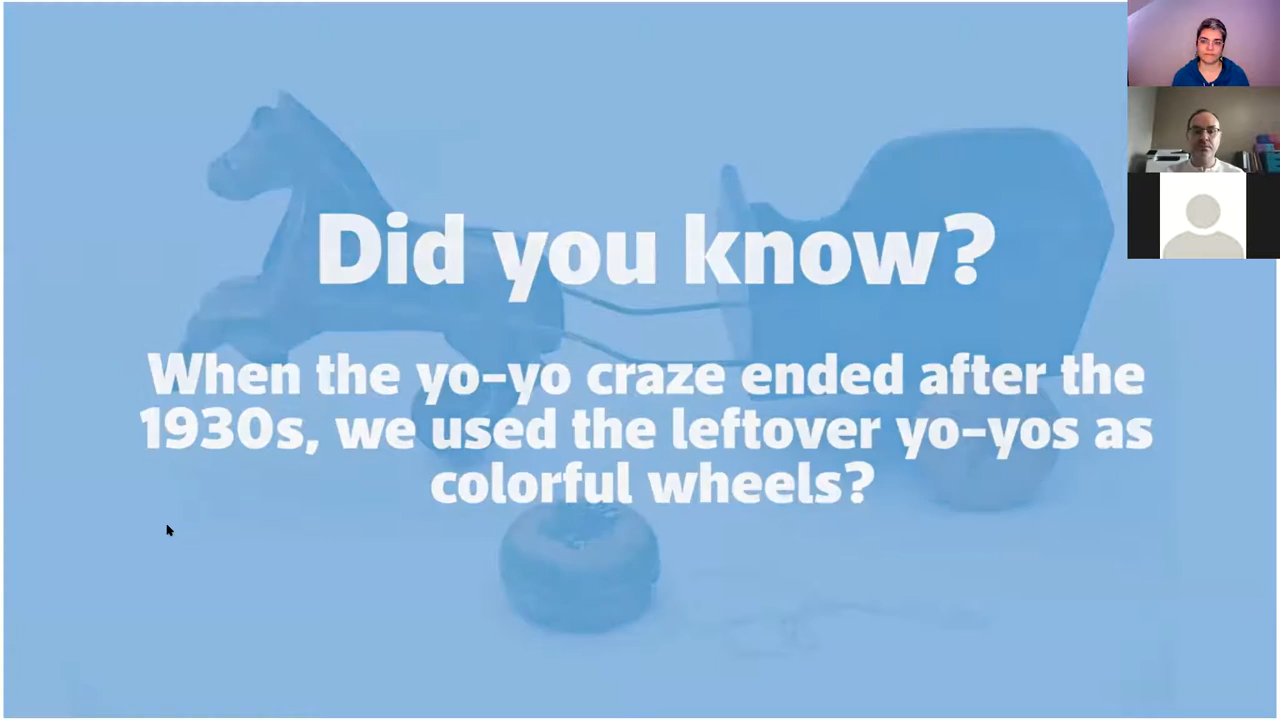 Did you know?
When the yo-yo craze ended after the
1930s, we used the leftover yo-yos as
colorful wheels?